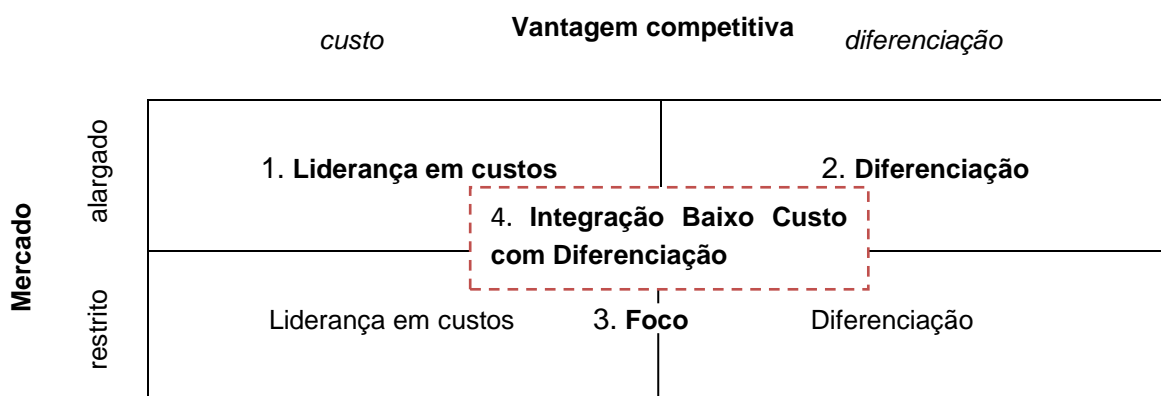 Vantagem competitiva
custo
diferenciação
Mercado
alargado
1. Liderança em custos
2. Diferenciação
4. Integração Baixo Custo
com Diferenciação
restrito
Liderança em custos
3. Foco
Diferenciação